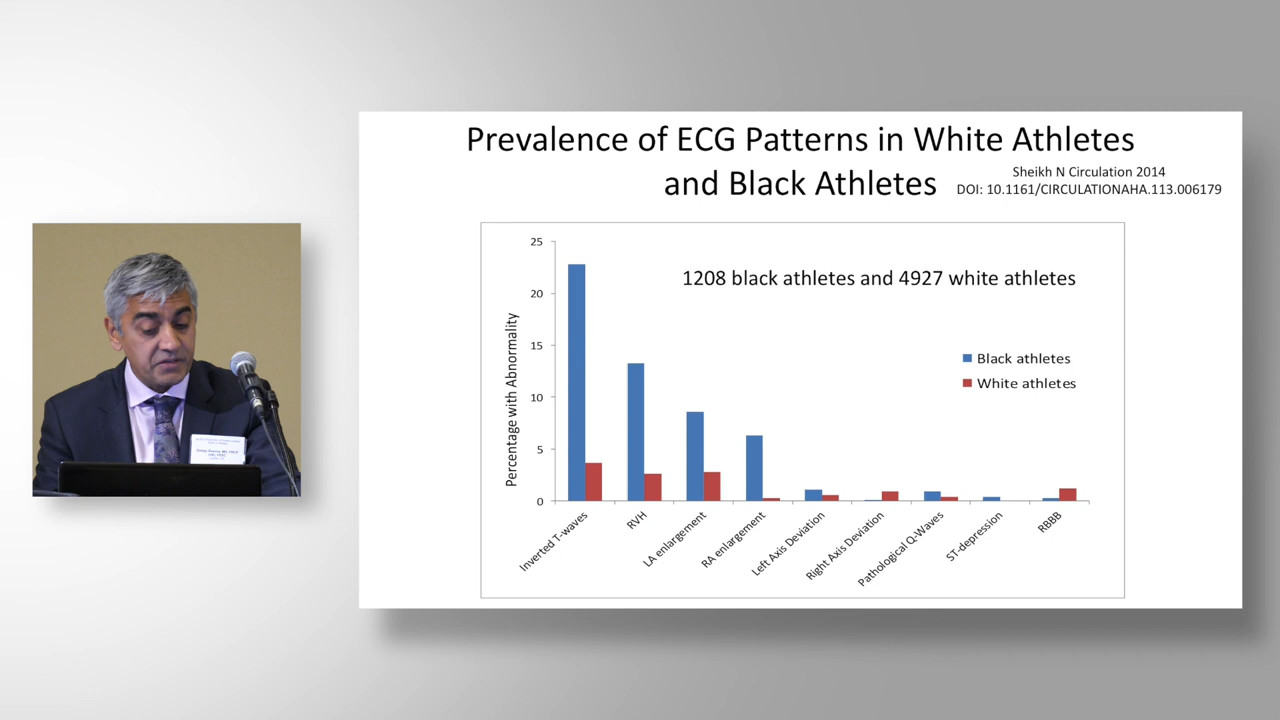 Prevalence of ECG Patterns in White Athletes
and Black Athletes
Sheikh N Circulation 2014
DOI: 10.1161/CIRCULATIONAHA.113.006179
25
20
15
10
5
0
Percentage with Abnormality
1208 black athletes and 4927 white athletes
Black athletes
White athletes
Inverted T-waves
RVH
LA enlargement
RA enlargement
Left Axis Deviation
Right Axis Deviation
Pathological Q-Waves
ST-depression
RBBB